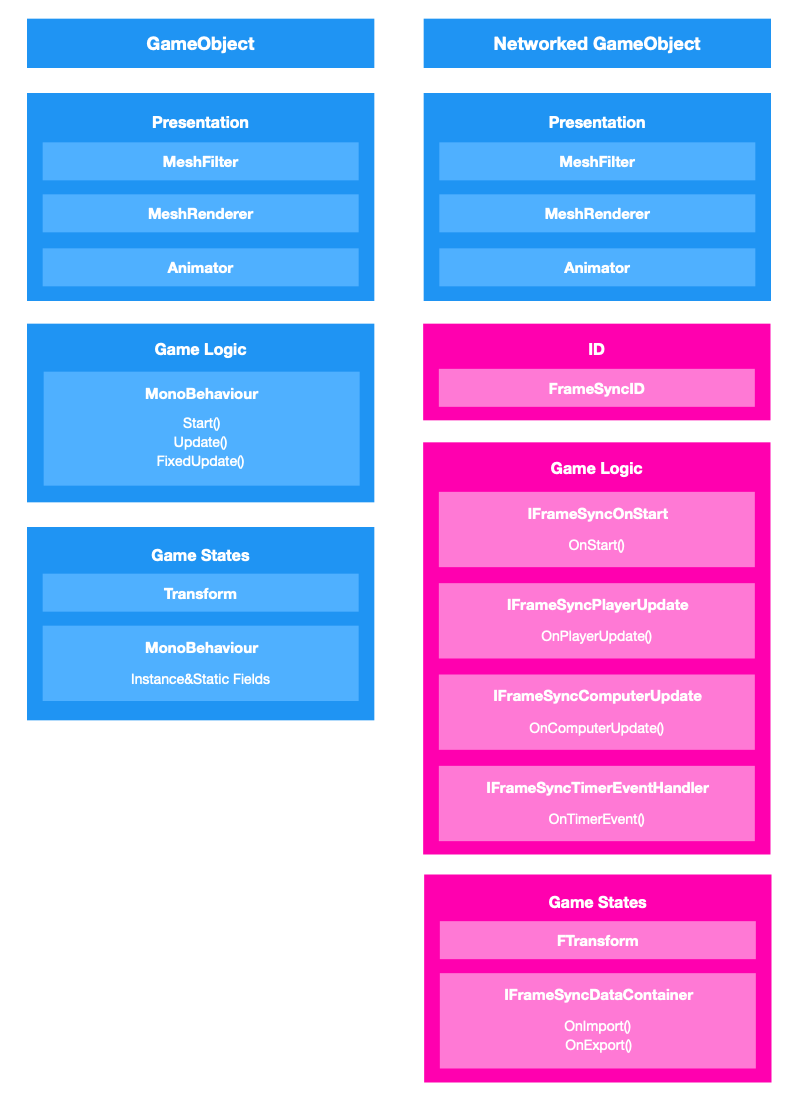 GameObject
Presentation
MeshFilter
MeshRenderer
Animator
Game Logic
MonoBehaviour
Start()
Update()
FixedUpdate()
Game States
Transform
MonoBehaviour
Instance&Static Fields
Networked GameObject
Presentation
MeshFilter
MeshRenderer
Animator
ID
FrameSyncID
Game Logic
IFrameSyncOnStart
OnStart()
IFrameSyncPlayerUpdate
OnPlayerUpdate()
IFrameSyncComputerUpdate
OnComputerUpdate()
IFrameSyncTimerEventHandler
OnTimerEvent()
Game States
FTransform
IFrameSyncDataContainer
OnImport()
OnExport()